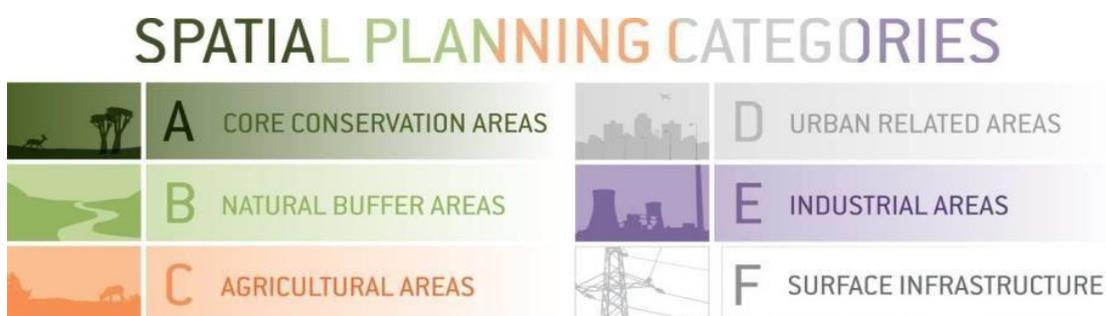 SPATIAL PLANNING CATEGORIES
A CORE CONSERVATION AREAS
B NATURAL BUFFER AREAS
C AGRICULTURAL AREAS
D URBAN RELATED AREAS
E INDUSTRIAL AREAS
F SURFACE INFRASTRUCTURE